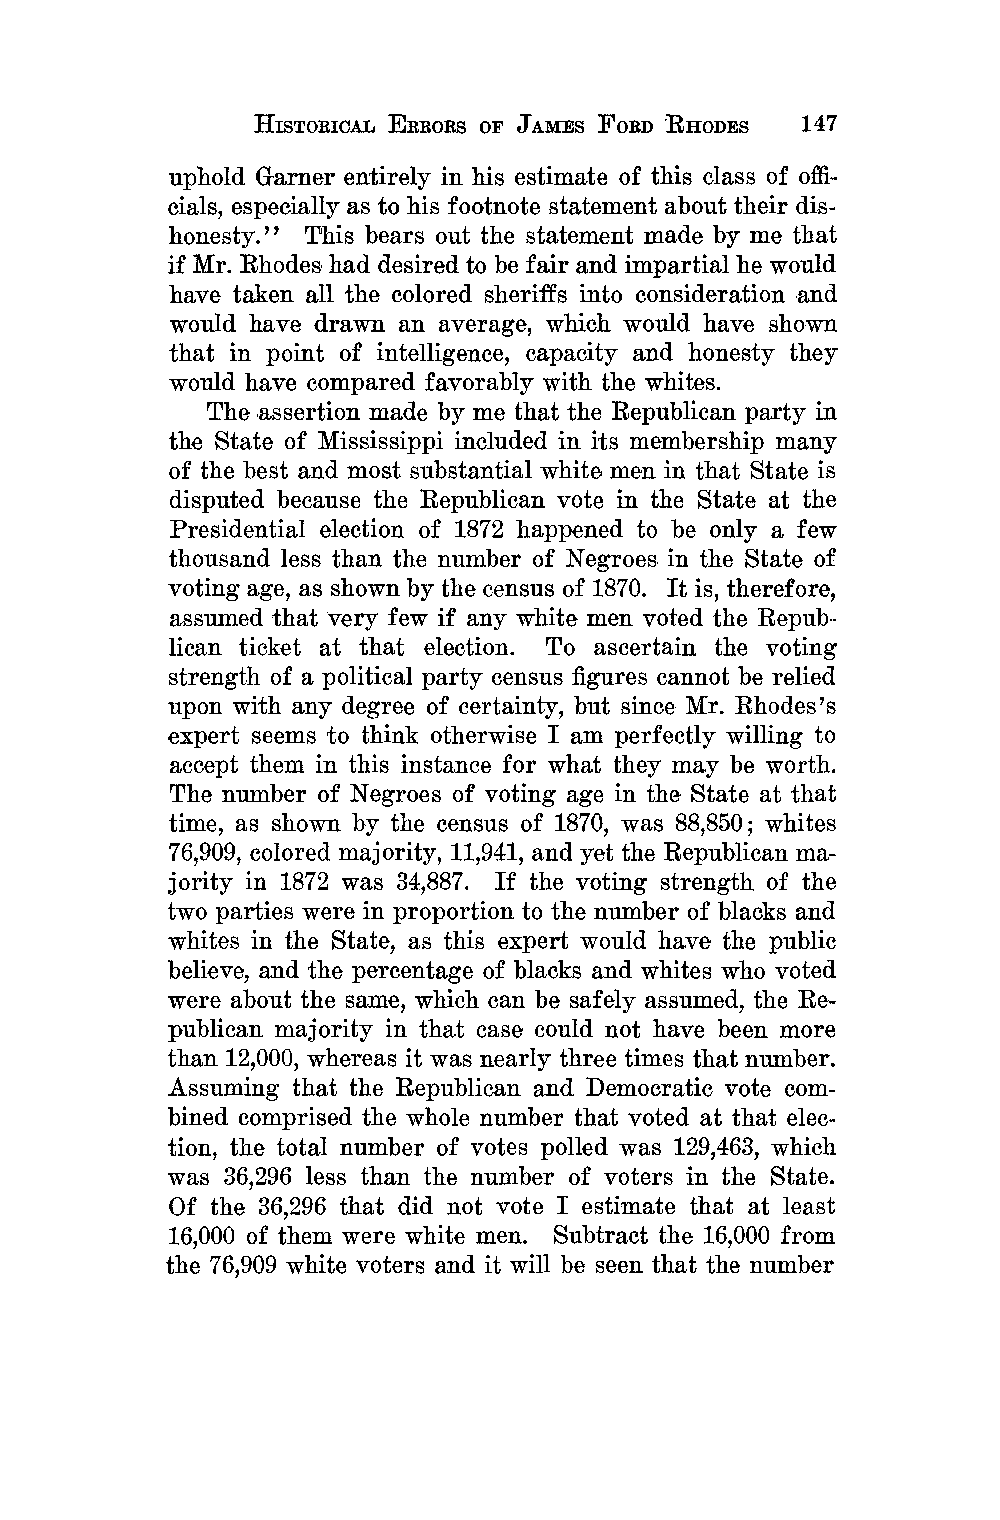 HISTORICAL ERRORS OF JAMES FORD RHODES 147
uphold Garner entirely in his estimate of this class of offi-
cials, especially as to his footnote statement about their dis-
honesty.'' This bears out the statement made by me that
if Mr. Rhodes had desired to be fair and impartial he would
have taken all the colored sheriffs into consideration and
would have drawn an average, which would have shown
that in point of intelligence, capacity and honesty they
would have compared favorably with the whites.
The assertion made by me that the Republican party in
the State of Mississippi included in its membership many
of the best and most substantial white men in that State is
disputed because the Republican vote in the State at the
Presidential election of 1872 happened to be only a few
thousand less than the number of Negroes in the State of
voting age, as shown by the census of 1870. It is, therefore,
assumed that very few if any white men voted the Repub-
lican ticket at that election. To ascertain the voting
strength of a political party census figures cannot be relied
upon with any degree of certainty, but since Mr. Rhodes's
expert seems to think otherwise I am perfectly willing to
accept them in this instance for what they may be worth.
The number of Negroes of voting age in the State at that
time, as shown by the census of 1870, was 88,850; whites
76,909, colored majority, 11,941, and yet the Republican ma-
jority in 1872 was 34,887. If the voting strength of the
two parties were in proportion to the number of blacks and
whites in the State, as this expert would have the public
believe, and the percentage of blacks and whites who voted
were about the same, which can be safely assumed, the Re-
publican majority in that case could not have been more
than 12,000, whereas it was nearly three times that number.
Assuming that the Republican and Democratic vote com-
bined comprised the whole number that voted at that elec-
tion, the total number of votes polled was 129,463, which
was 36,296 less than the number of voters in the State.
Of the 36,296 that did not vote I estimate that at least
16,000 of them were white men. Subtract the 16,000 from
the 76,909 white voters and it will be seen that the number